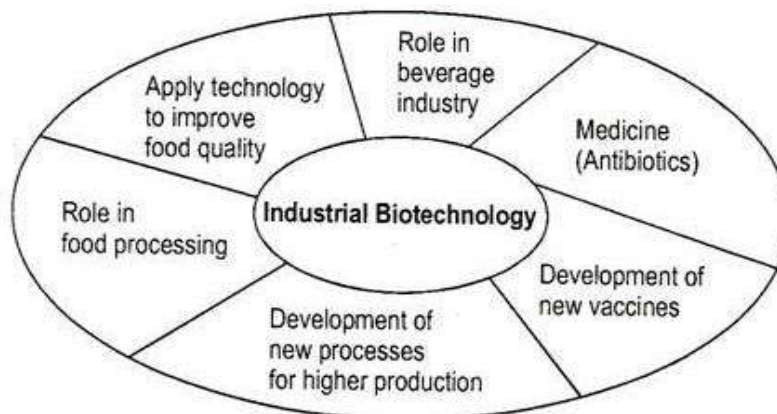 Role in
beverage
industry
Apply technology
to improve
food quality
Medicine
(Antibiotics)
Industrial Biotechnology
Role in
food processing
Development of
new vaccines
Development of
new processes
for higher production